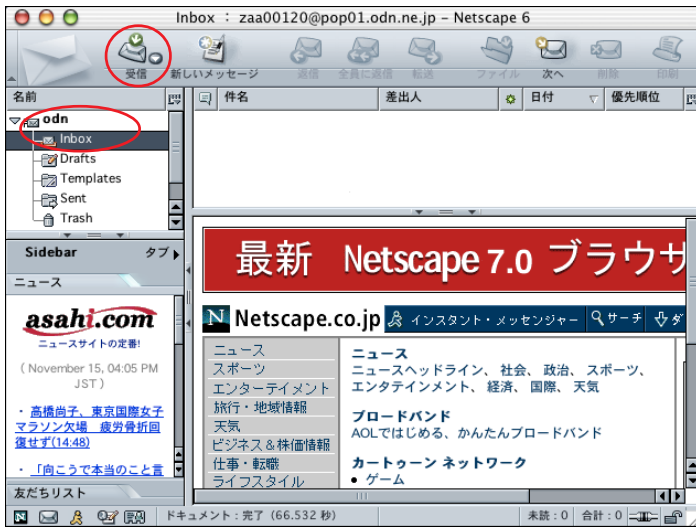 Inbox : zaa00120@pop01.odn.ne.jp – Netscape 6
受信 新しいメッセージ 返信 全員に返信 転送 ファイル 次へ 削除 印刷
名前
件名 差出人 日付 優先順位
odn
Inbox
Drafts
Templates
Sent
Trash
Sidebar タブ
ニュース
asahi.com
ニュースサイトの定番!
( November 15, 04:05 PM
JST )
・ 高橋尚子、東京国際女子
マラソン欠場 疲労骨折回
復せず(14:48)
・ 「向こうで本当のこと言
友だちリスト
最新 Netscape 7.0 ブラウサ
N Netscape.co.jp インスタント・メッセンジャー サーチ ダ
ニュース
スポーツ
エンターテイメント
旅行・地域情報
天気
ビジネス&株価情報
仕事・転職
ライフスタイル
ニュース
ニュースヘッドライン、 社会、 政治、 スポーツ、
エンタテインメント、 経済、 国際、 天気
ブロードバンド
AOLではじめる、かんたんブロードバンド
カートゥーン ネットワーク
• ゲーム
ドキュメント : 完了 (66.532 秒) 未読 : 0 合計 : 0